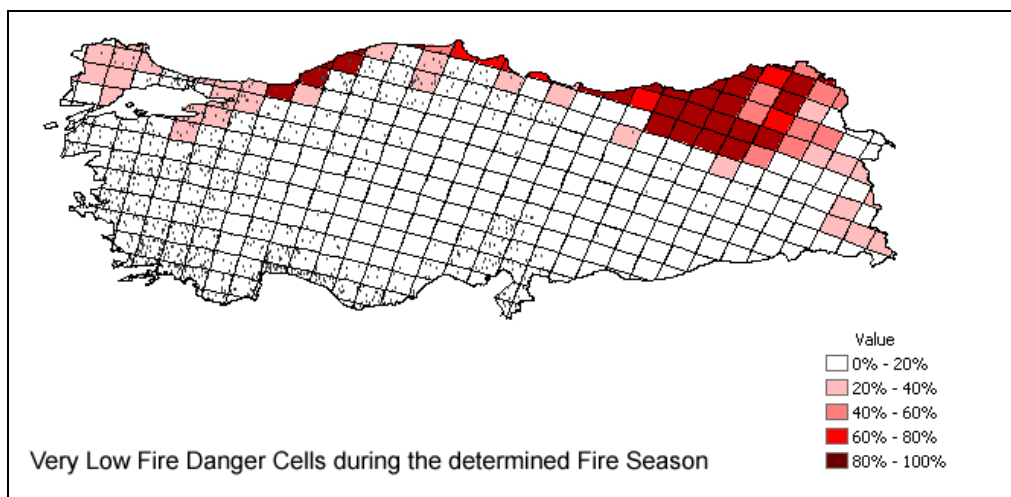 Value
0% - 20%
20% - 40%
40% - 60%
60% - 80%
80% - 100%
Very Low Fire Danger Cells during the determined Fire Season